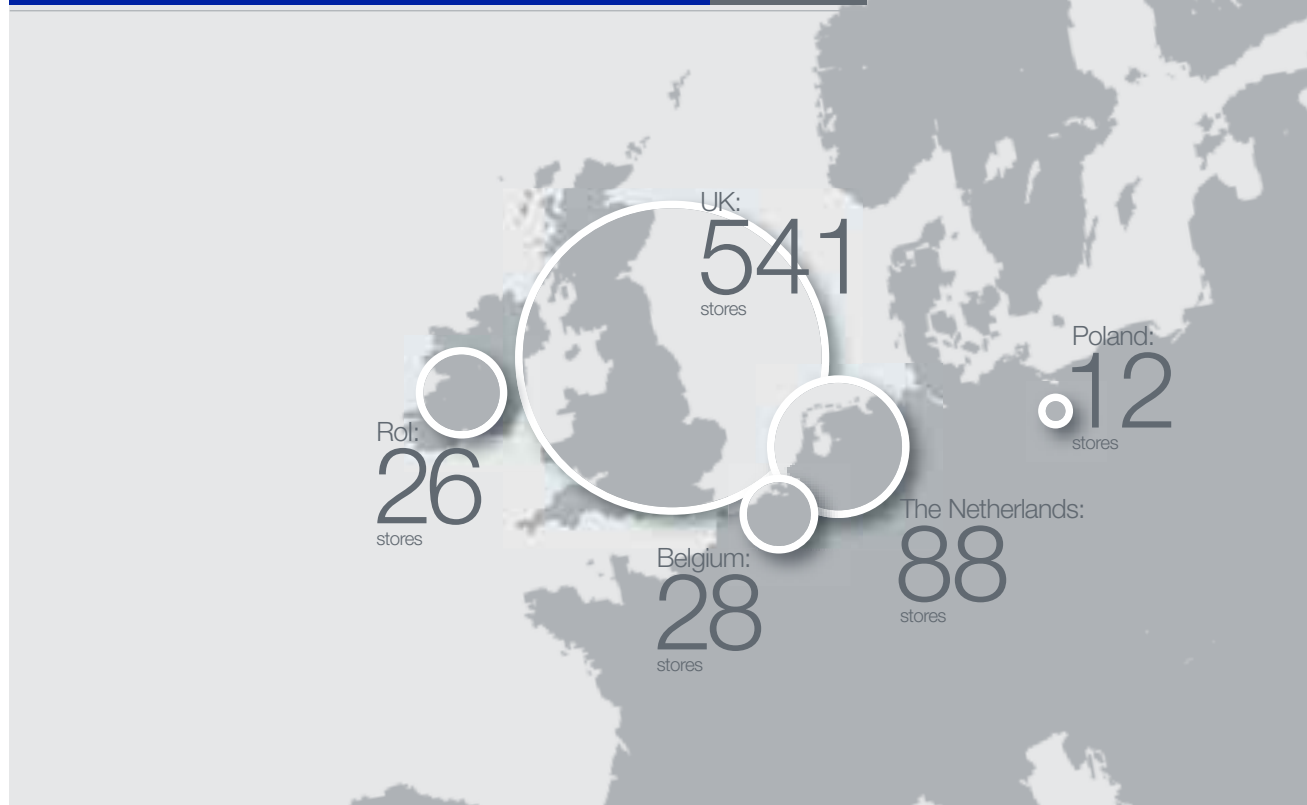 UK:
541
stores
Poland:
12
stores
RoI:
26
stores
The Netherlands:
88
stores
Belgium:
28
stores